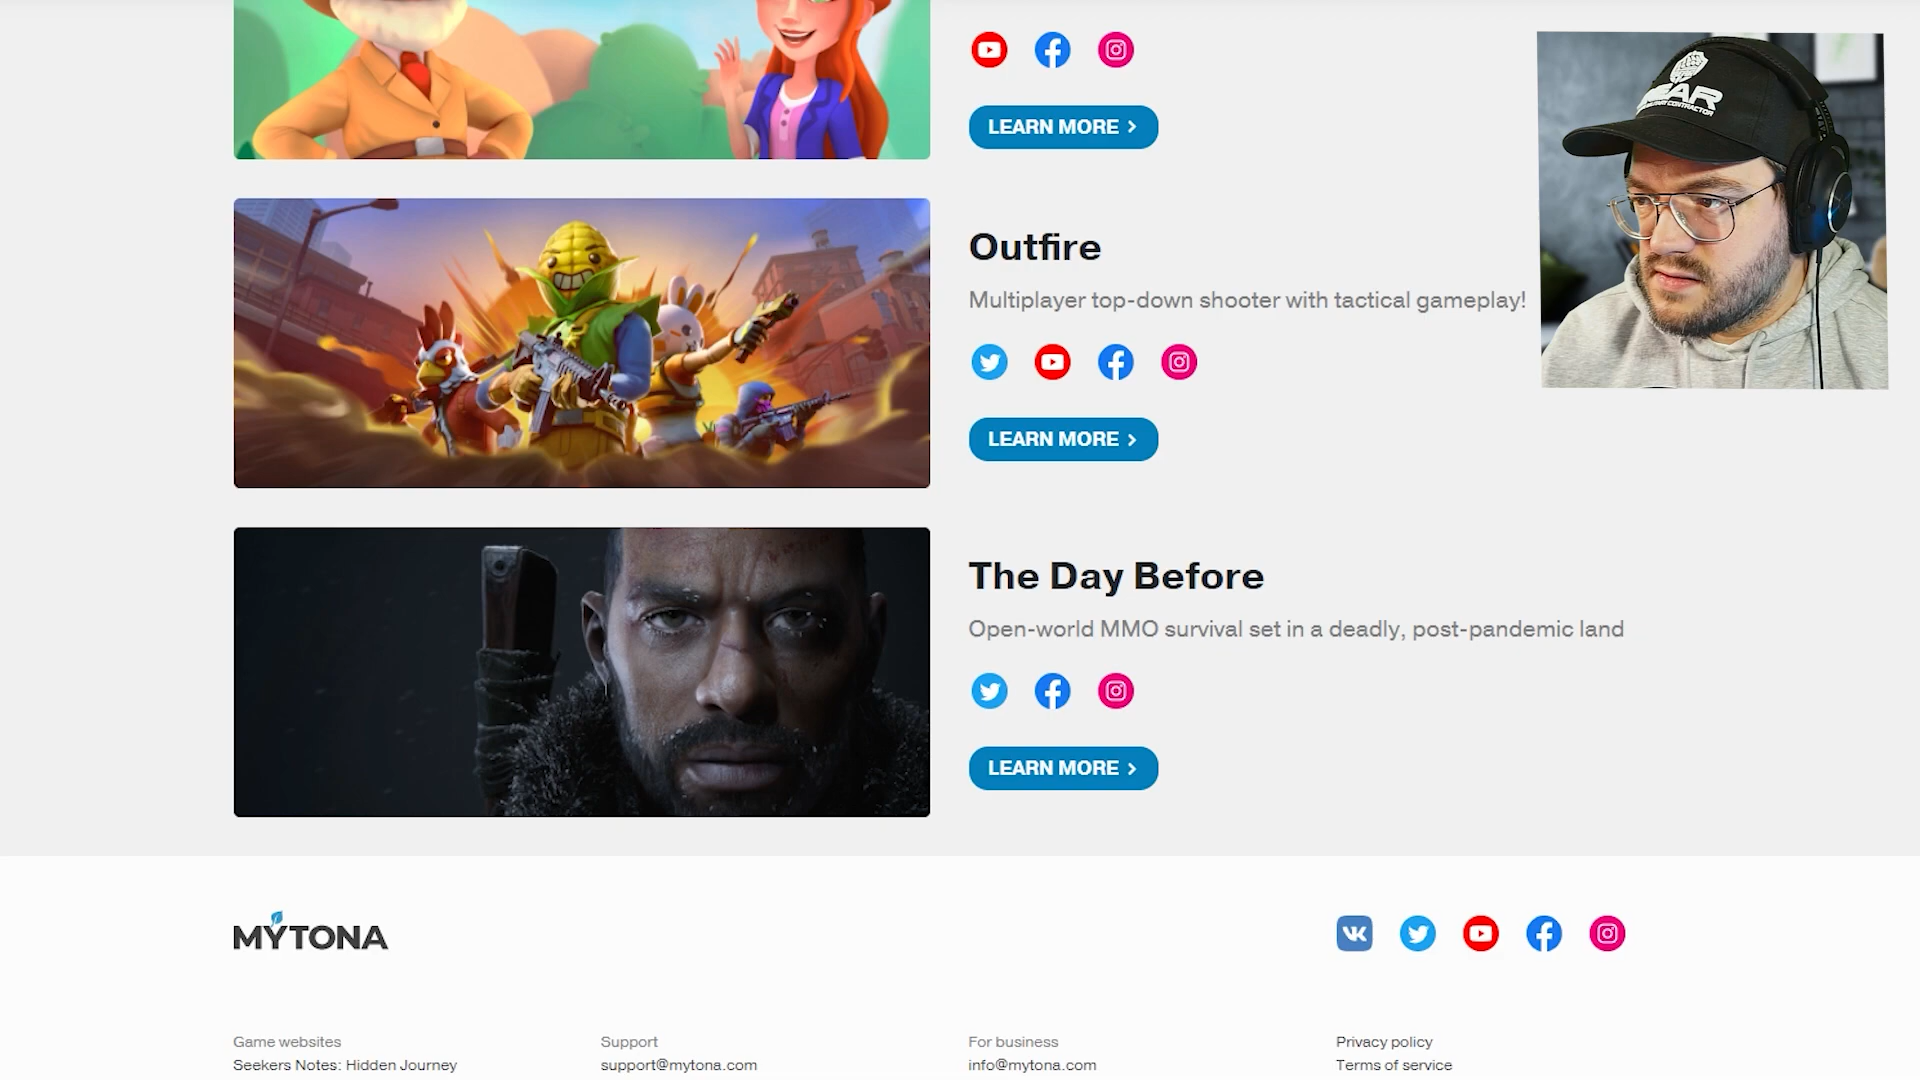 LEARN MORE
Outfire
Multiplayer top-down shooter with tactical gameplay!
LEARN MORE
The Day Before
Open-world MMO survival set in a deadly, post-pandemic land
LEARN MORE
MYTONA
Game websites
Seekers Notes: Hidden Journey
Support
support@mytona.com
For business
info@mytona.com
Privacy policy
Terms of service